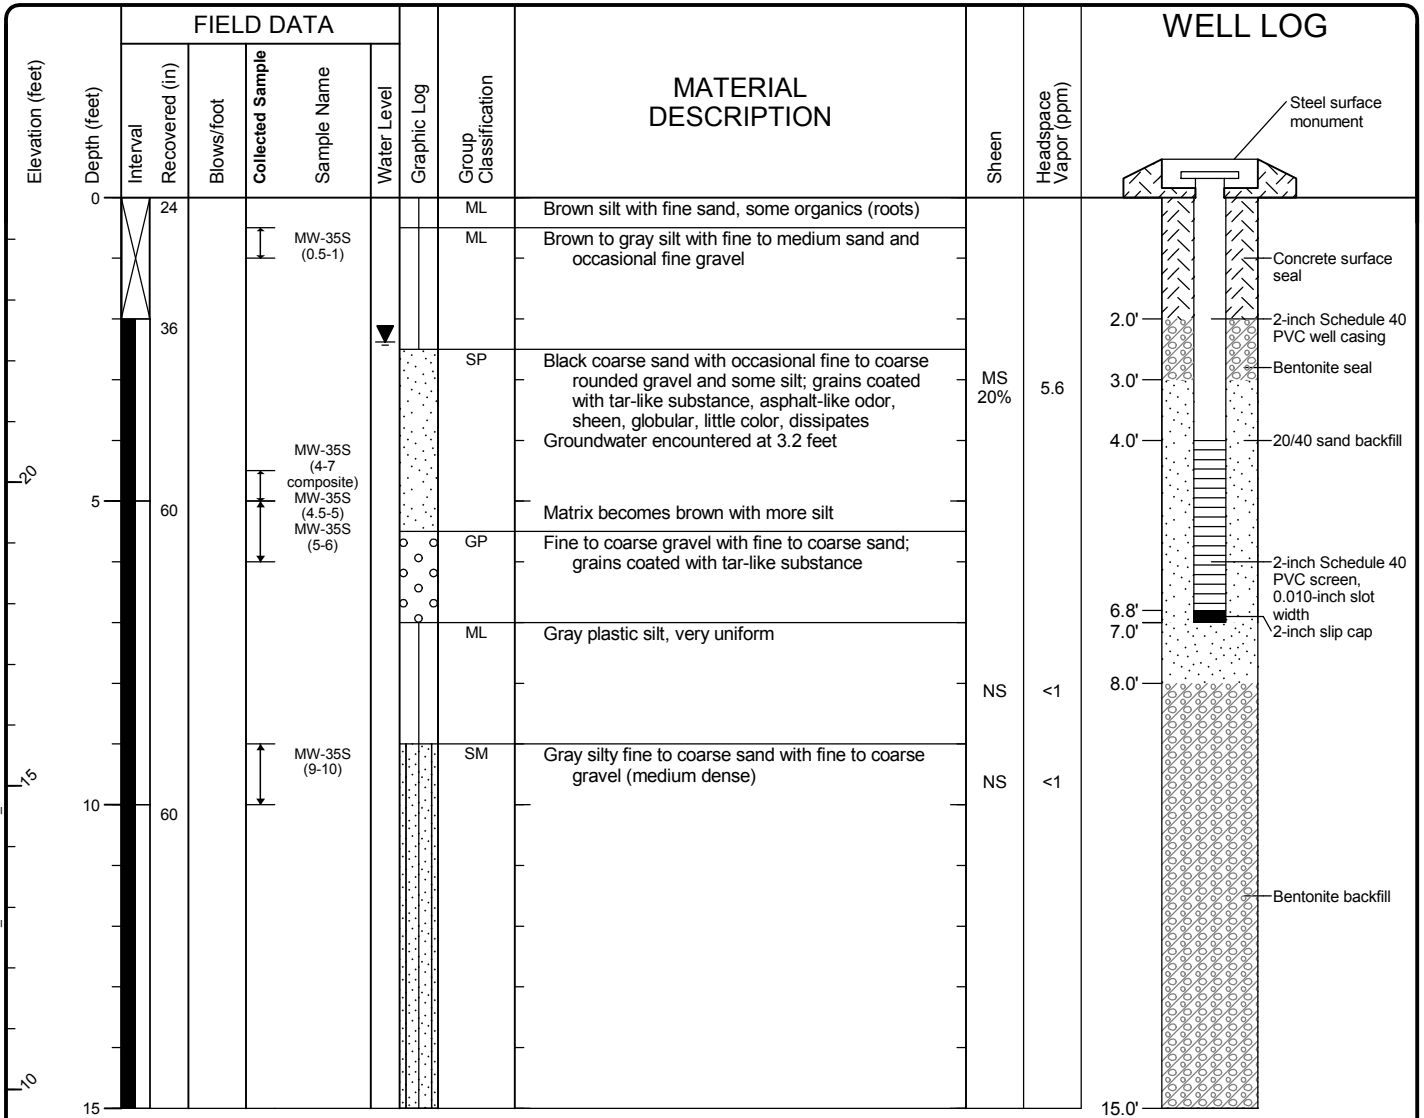 FIELD DATA
WELL LOG
Elevation (feet)
Depth (feet)
Interval
Recovered (in)
Blows/foot
Collected Sample
Sample Name
Water Level
Graphic Log
Group
Classification
MATERIAL
DESCRIPTION
Sheen
Headspace
Vapor (ppm)
Steel surface
monument
0
24
ML
Brown silt with fine sand, some organics (roots)
MW-35S
(0.5-1)
ML
Brown to gray silt with fine to medium sand and
occasional fine gravel
Concrete surface
seal
36
2.0'
2-inch Schedule 40
PVC well casing
SP
Black coarse sand with occasional fine to coarse
rounded gravel and some silt; grains coated
with tar-like substance, asphalt-like odor,
sheen, globular, little color, dissipates
Groundwater encountered at 3.2 feet
MS
20%
5.6
Bentonite seal
3.0'
4.0'
20/40 sand backfill
20
MW-35S
(4-7
composite)
MW-35S
(4.5-5)
MW-35S
(5-6)
5
60
Matrix becomes brown with more silt
GP
Fine to coarse gravel with fine to coarse sand;
grains coated with tar-like substance
2-inch Schedule 40
PVC screen,
0.010-inch slot
width
6.8'
7.0'
2-inch slip cap
ML
Gray plastic silt, very uniform
NS
<1
8.0'
15
MW-35S
(9-10)
SM
Gray silty fine to coarse sand with fine to coarse
gravel (medium dense)
NS
<1
10
60
Bentonite backfill
10
15
15.0'